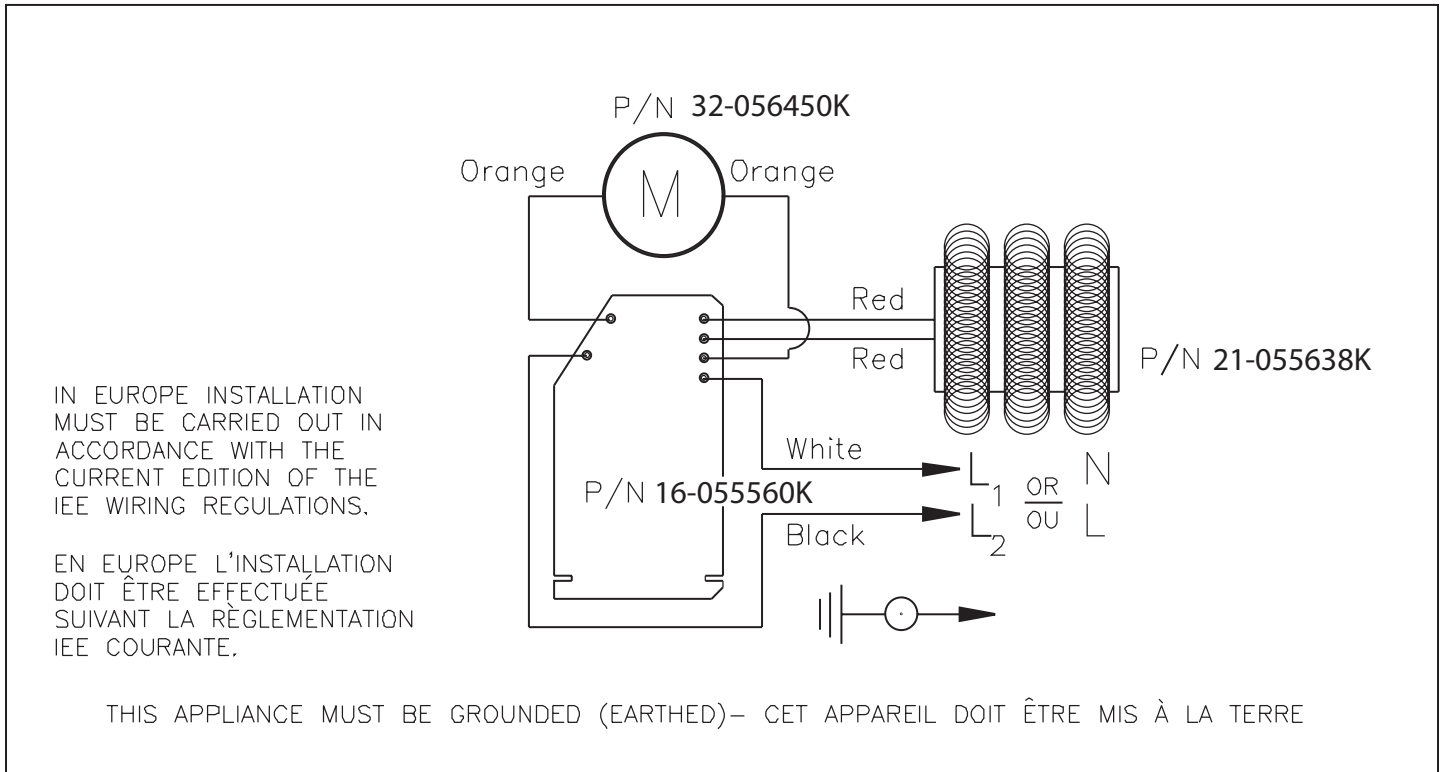 P/N 32-056450K
Orange
Orange
M
Red
Red
P/N 21-055638K
IN EUROPE INSTALLATION
MUST BE CARRIED OUT IN
ACCORDANCE WITH THE
CURRENT EDITION OF THE
IEE WIRING REGULATIONS.
White
P/N 16-055560K
L1 OR N
L2 OU L
Black
EN EUROPE L'INSTALLATION
DOIT ÊTRE EFFECTUÉE
SUIVANT LA RÈGLEMENTATION
IEE COURANTE.
THIS APPLIANCE MUST BE GROUNDED (EARTHED)– CET APPAREIL DOIT ÊTRE MIS À LA TERRE